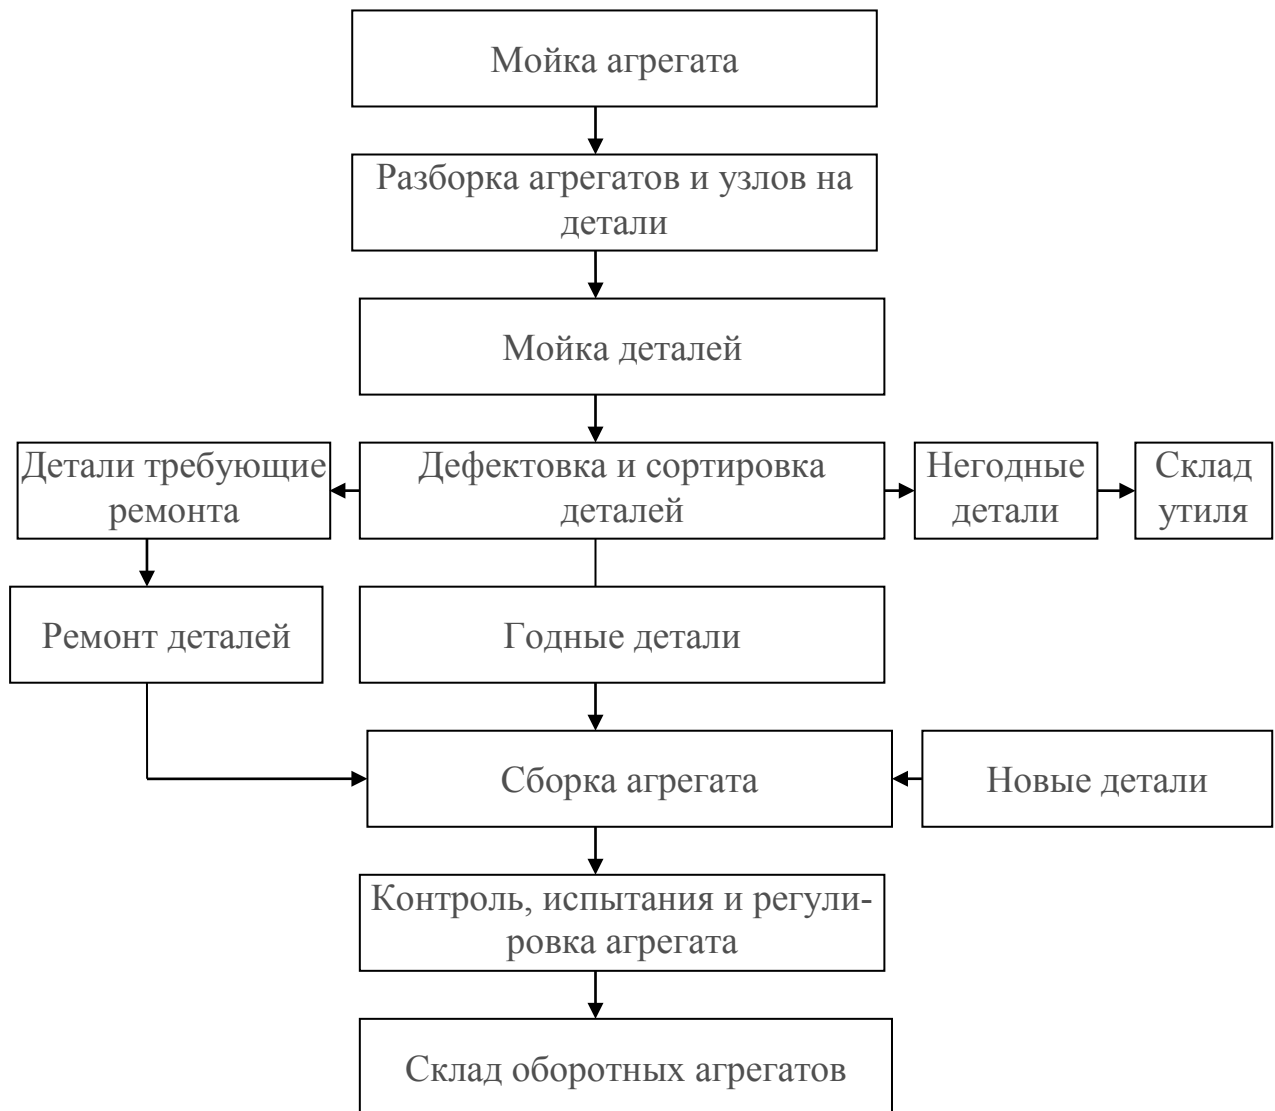 Мойка агрегата
Разборка агрегатов и узлов на
детали
Мойка деталей
Детали требующие
ремонта
Дефектовка и сортировка
деталей
Негодные
детали
Склад
утиля
Ремонт деталей
Годные детали
Сборка агрегата
Новые детали
Контроль, испытания и регули-
ровка агрегата
Склад оборотных агрегатов